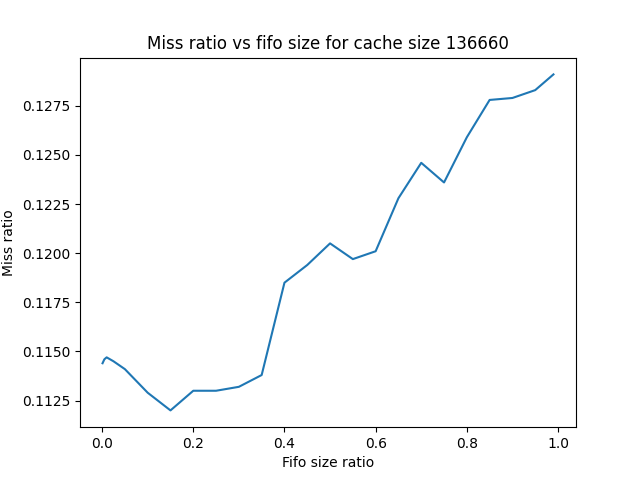 Miss ratio vs fifo size for cache size 136660
0.1275
0.1250
0.1225
0.1200
0.1175
0.1150
0.1125
Miss ratio
0.0 0.2 0.4 0.6 0.8 1.0
Fifo size ratio